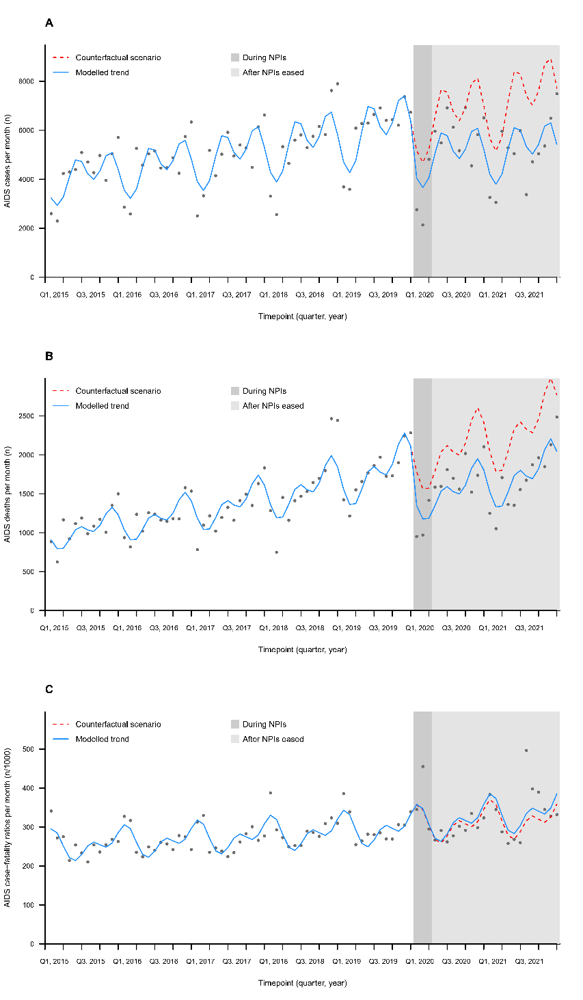 A
Counterfactual scenario
During NPIs
Modelled trend
After NPIs eased
8000
6000
4000
2000
0
AIDS cases per month (n)
Q1, 2015 Q3, 2015 Q1, 2016 Q3, 2016 Q1, 2017 Q3, 2017 Q1, 2018 Q3, 2018 Q1, 2019 Q3, 2019 Q1, 2020 Q3, 2020 Q1, 2021 Q3, 2021
Timepoint (quarter, year)
B
Counterfactual scenario
During NPIs
Modelled trend
After NPIs eased
2500
2000
1500
1000
500
0
AIDS deaths per month (n)
Q1, 2015 Q3, 2015 Q1, 2016 Q3, 2016 Q1, 2017 Q3, 2017 Q1, 2018 Q3, 2018 Q1, 2019 Q3, 2019 Q1, 2020 Q3, 2020 Q1, 2021 Q3, 2021
Timepoint (quarter, year)
C
Counterfactual scenario
During NPIs
Modelled trend
After NPIs eased
500
400
300
200
100
0
AIDS case−fatality ratios per month (n/1000)
Q1, 2015 Q3, 2015 Q1, 2016 Q3, 2016 Q1, 2017 Q3, 2017 Q1, 2018 Q3, 2018 Q1, 2019 Q3, 2019 Q1, 2020 Q3, 2020 Q1, 2021 Q3, 2021
Timepoint (quarter, year)